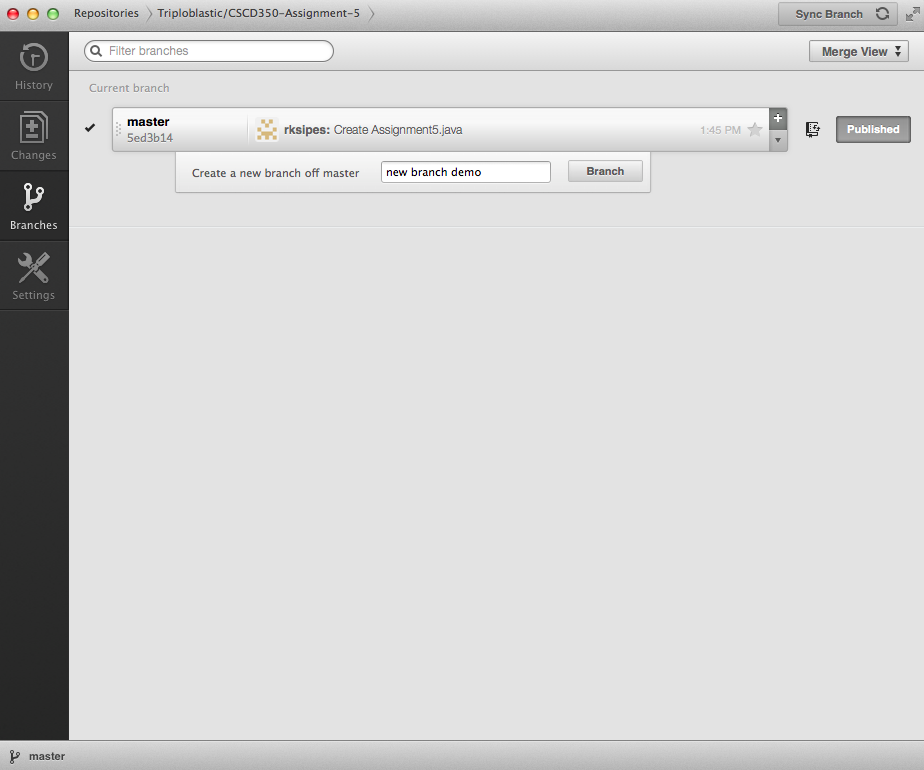 Repositories Triploblastic/CSCD350-Assignment-5 Sync Branch
Filter branches Merge View
History
Current branch
master
5ed3b14
rksipes: Create Assignment5.java 1:45 PM Published
Changes
Create a new branch off master new branch demo Branch
Branches
Settings
master